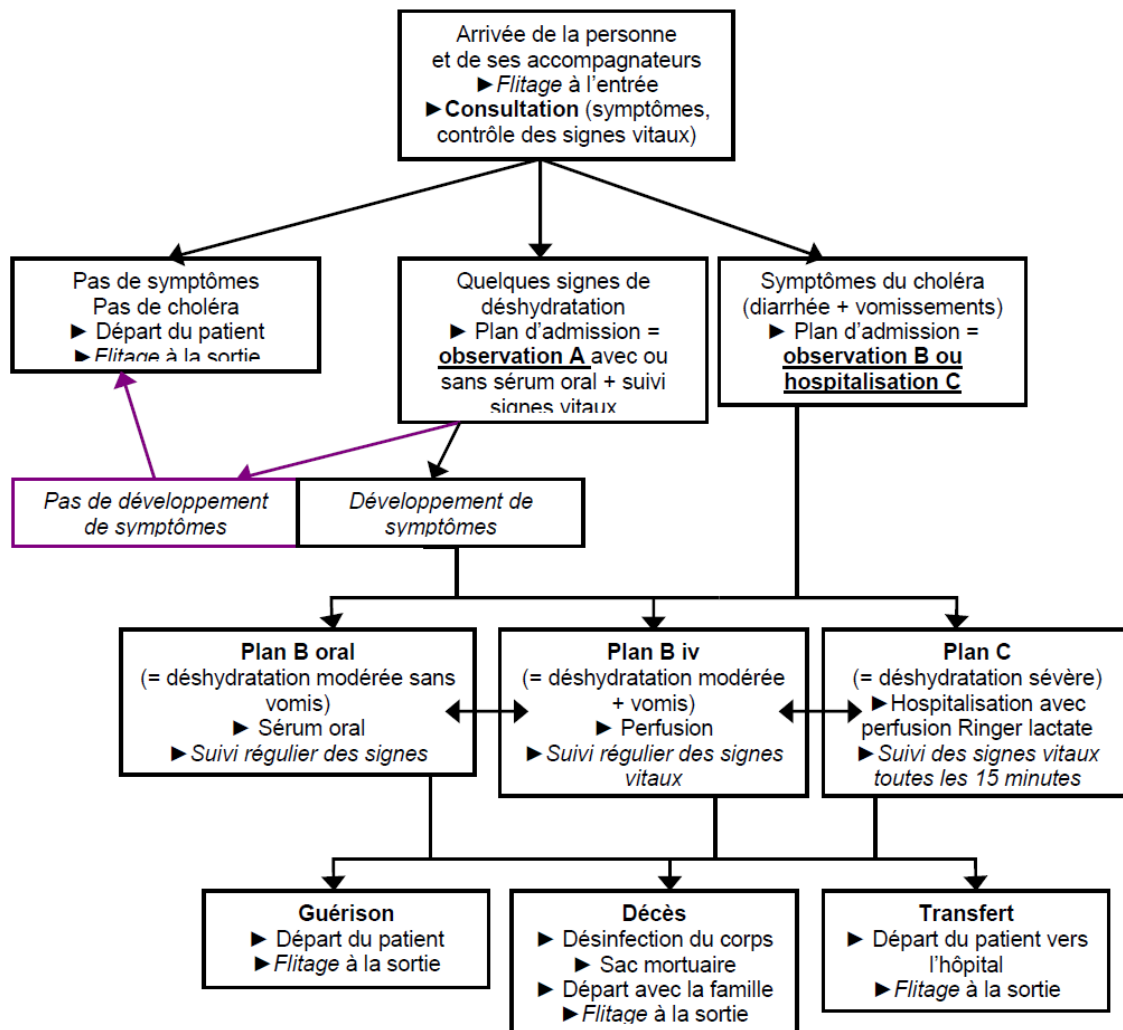 Arrivée de la personne
et de ses accompagnateurs
►Flitage à l'entrée
►Consultation (symptômes,
contrôle des signes vitaux)
Pas de symptômes
Pas de choléra
► Départ du patient
►Flitage à la sortie
Quelques signes de
déshydratation
► Plan d'admission =
observation A avec ou
sans sérum oral + suivi
signes vitaux
Symptômes du choléra
(diarrhée + vomissements)
► Plan d'admission =
observation B ou
hospitalisation C
Pas de développement
de symptômes
Développement de
symptômes
Plan B oral
(= déshydratation modérée sans
vomis)
► Sérum oral
►Suivi régulier des signes
Plan B iv
(= déshydratation modérée
+ vomis)
► Perfusion
►Suivi régulier des signes
vitaux
Plan C
(= déshydratation sévère)
►Hospitalisation avec
perfusion Ringer lactate
►Suivi des signes vitaux
toutes les 15 minutes
Guérison
► Départ du patient
►Flitage à la sortie
Décès
► Désinfection du corps
► Sac mortuaire
► Départ avec la famille
►Flitage à la sortie
Transfert
► Départ du patient vers
l'hôpital
►Flitage à la sortie